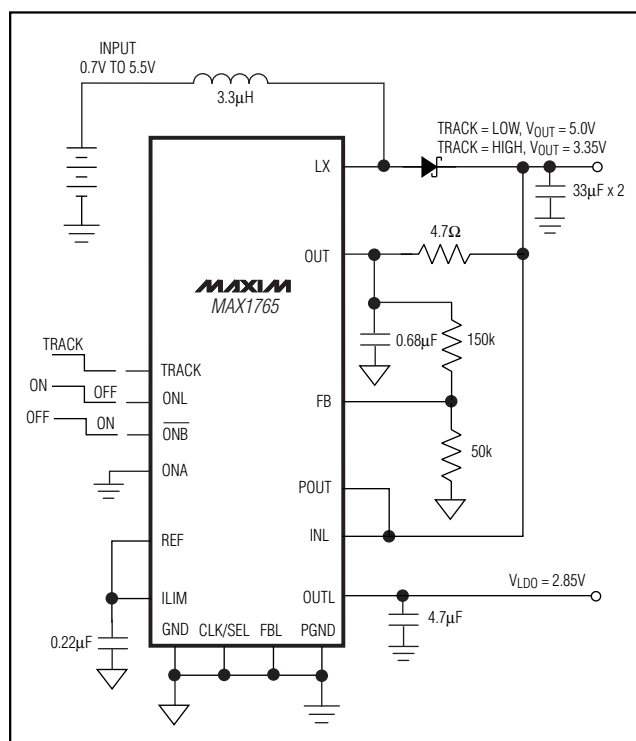 INPUT
0.7V TO 5.5V
3.3µH
TRACK = LOW, VOUT = 5.0V
TRACK = HIGH, VOUT = 3.35V
LX
33µF x 2
4.7Ω
OUT
MAXIM
MAX1765
0.68µF
150k
TRACK
TRACK
ON
OFF
ONL
FB
OFF
ON
ONB
50k
ONA
POUT
REF
INL
ILIM
OUTL
VLDO = 2.85V
0.22µF
GND
CLK/SEL
FBL
PGND
4.7µF